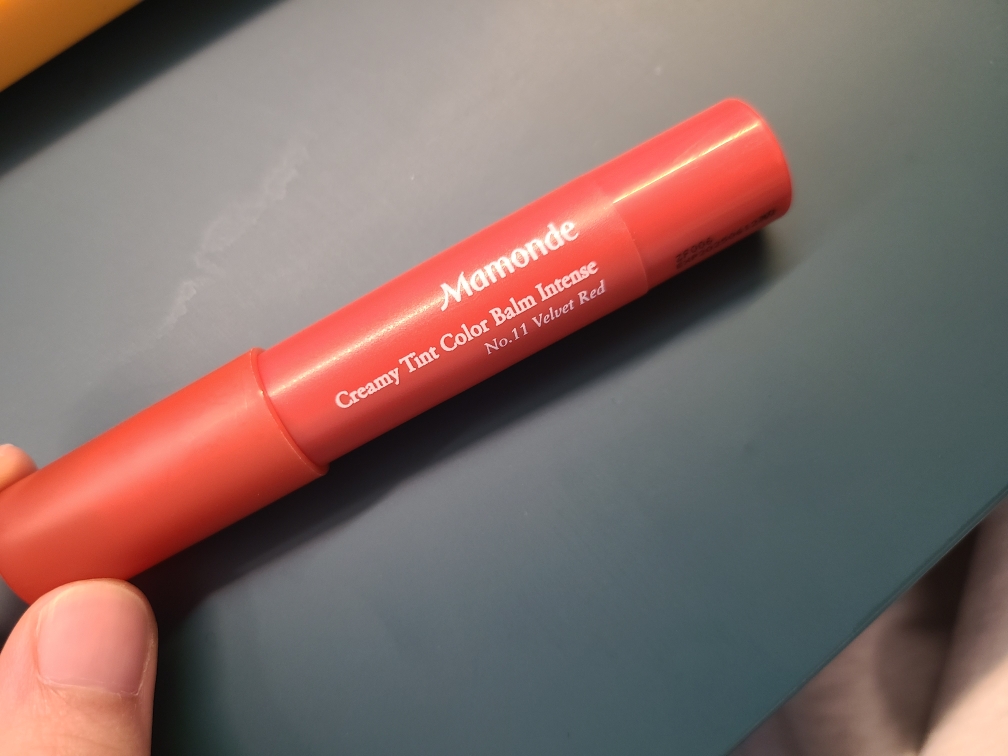 Mamonde
Creamy Tint Color Balm Intense
No.11 Velvet Red